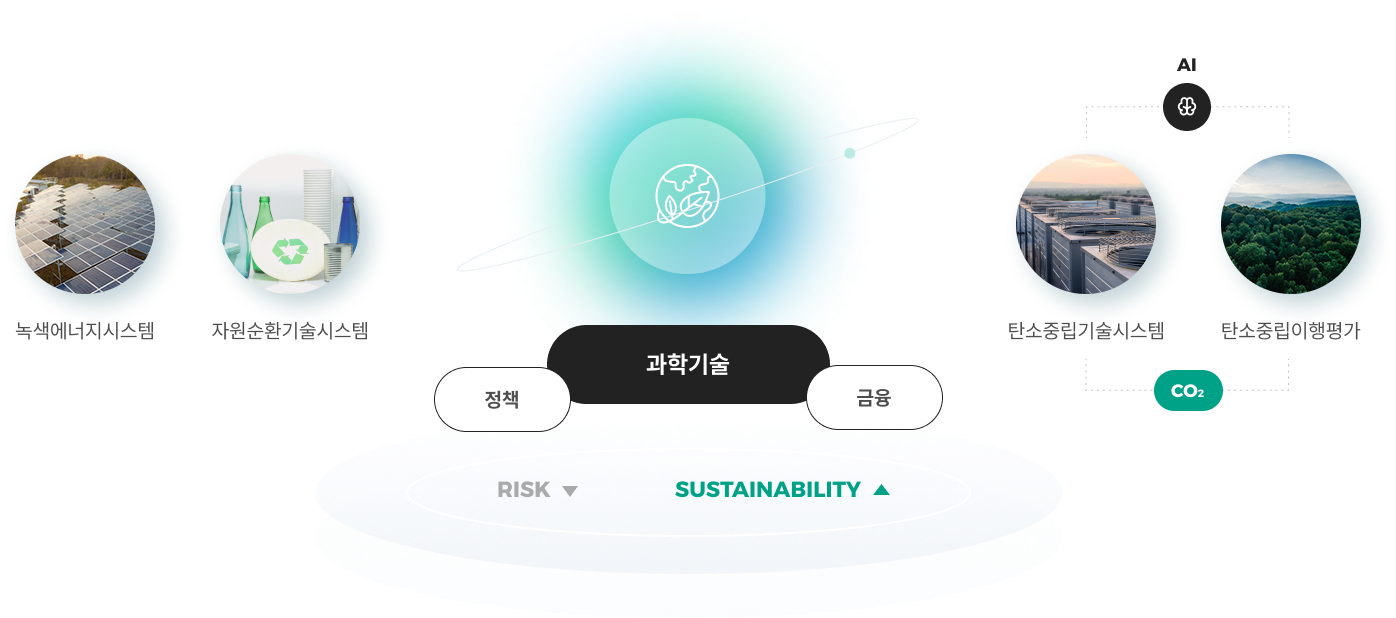 AI
녹색에너지시스템
자원순환기술시스템
탄소중립기술시스템
탄소중립이행평가
과학기술
정책
금융
CO₂
RISK ▼
SUSTAINABILITY ▲